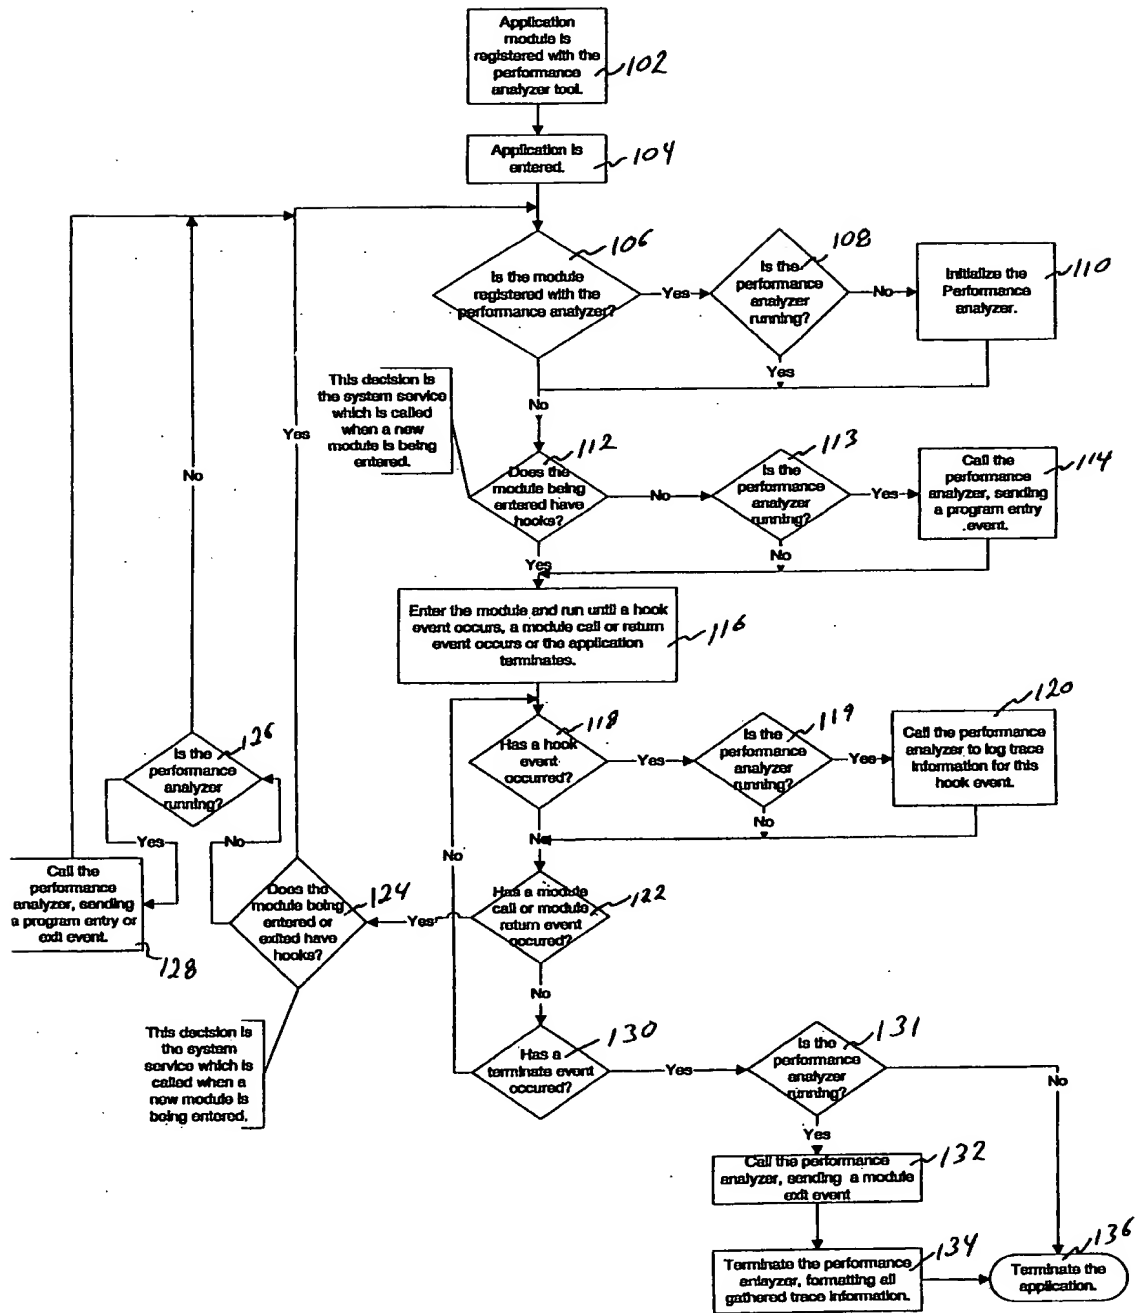 Application
module is
registered with the
performance
analyzer tool.
102
Application is
entered.
104
106
Is the module
registered with the
performance analyzer?
Yes
108
Is the
performance
analyzer
running?
No
110
Initialize the
Performance
analyzer.
Yes
This decision is
the system service
which is called
when a new
module is being
entered.
No
Yes
112
Does the
module being
entered have
hooks?
No
113
Is the
performance
analyzer
running?
Yes
114
Call the
performance
analyzer, sending
a program entry
.event.
No
No
Yes
Enter the module and run until a hook
event occurs, a module call or return
event occurs or the application
terminates.
116
118
Has a hook
event
occurred?
Yes
119
Is the
performance
analyzer
running?
Yes
120
Call the performance
analyzer to log trace
information for this
hook event.
No
No
126
Is the
performance
analyzer
running?
Yes
No
No
Call the
performance
analyzer, sending
a program entry or
exit event.
128
Does the
module being
entered or
exited have
hooks?
124
Yes
Has a module
call or module
return event
occured?
122
No
This decision is
the system
service which is
called when a
new module is
being entered.
130
Has a
terminate event
occured?
Yes
131
Is the
performance
analyzer
running?
No
Yes
Call the performance
analyzer, sending a module
exit event
132
Terminate the performance
anlayzer, formatting all
gathered trace information.
134
136
Terminate the
application.